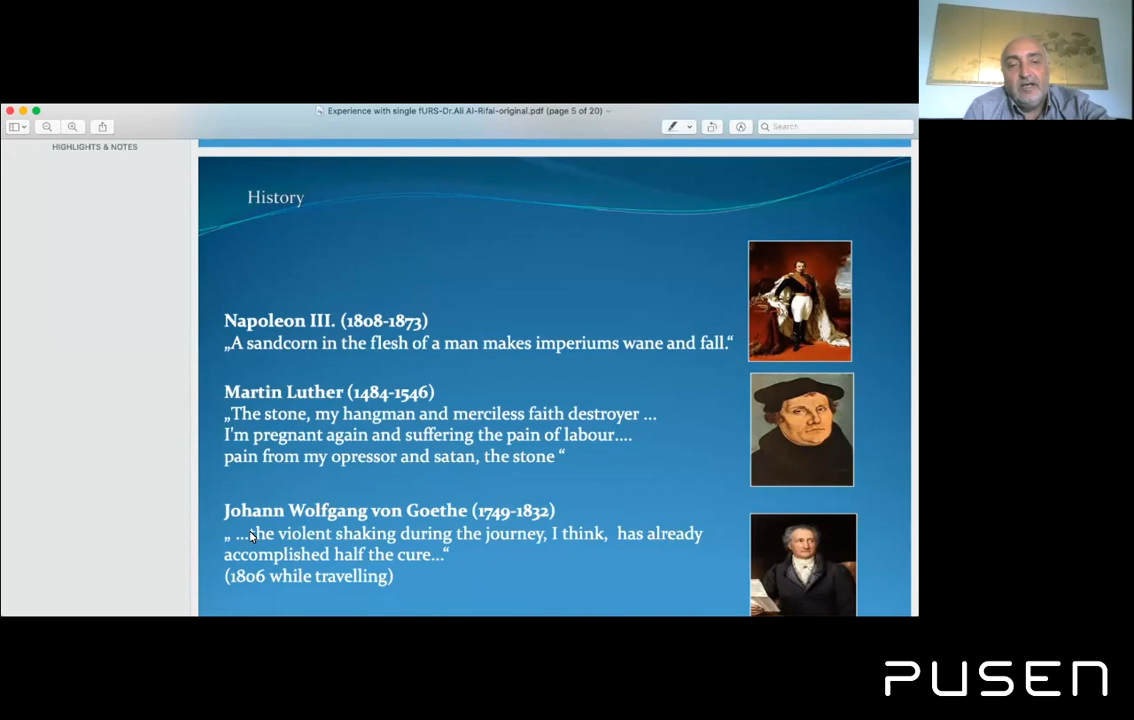 Experience with single fURS-Dr.Ali Al-Rifai-original.pdf (page 5 of 20)
Search
HIGHLIGHTS & NOTES
History
Napoleon III. (1808-1873)
„A sandcorn in the flesh of a man makes imperiums wane and fall.“
Martin Luther (1484-1546)
„The stone, my hangman and merciless faith destroyer ...
I'm pregnant again and suffering the pain of labour....
pain from my opressor and satan, the stone “
Johann Wolfgang von Goethe (1749-1832)
„ ...the violent shaking during the journey, I think, has already
accomplished half the cure...“
(1806 while travelling)
PUSEN